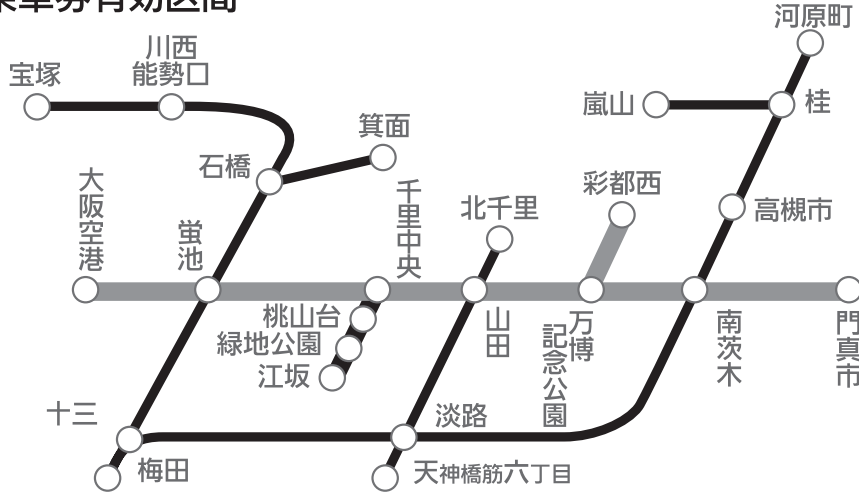 乗車券有効区間
河原町
川西
能勢口
宝塚
嵐山
桂
箕面
石橋
大阪空港
千里中央
彩都西
北千里
高槻市
蛍池
桃山台
緑地公園
江坂
山田
万博
記念公園
南茨木
門真市
十三
淡路
梅田
天神橋筋六丁目